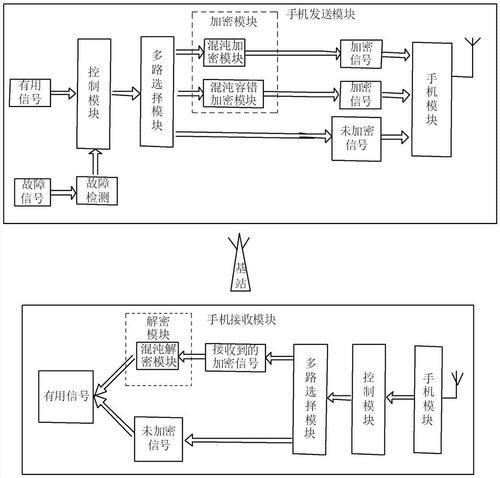 加密模块
手机发送模块
有用
信号
控制模块
多路选择模块
混沌加
密模块
加密
信号
混沌容错
加密模块
加密
信号
未加密
信号
手机模块
故障
信号
故障
检测
基站
手机接收模块
解密
模块
混沌解
密模块
接收到的
加密信号
多路选择模块
控制模块
手机模块
有用信号
未加密
信号